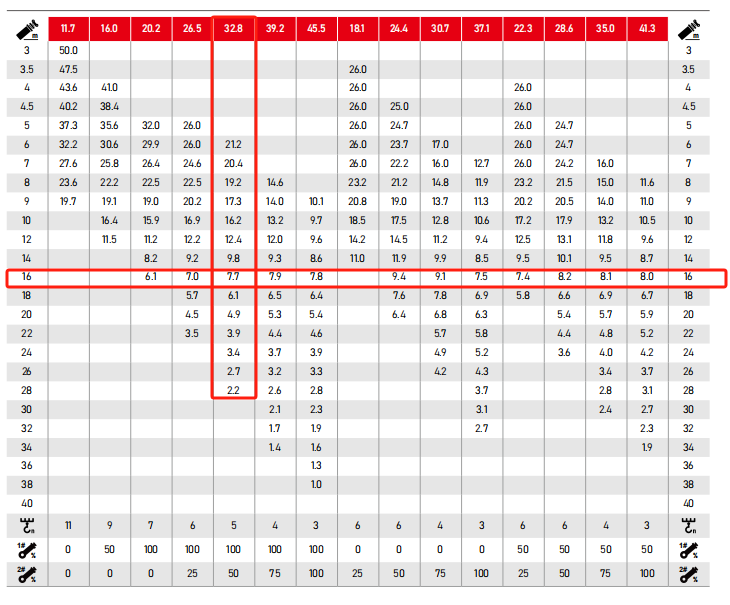 m 11.7 16.0 20.2 26.5 32.8 39.2 45.5 18.1 24.4 30.7 37.1 22.3 28.6 35.0 41.3 m
3 50.0 3
3.5 47.5 26.0 3.5
4 43.6 41.0 26.0 26.0 4
4.5 40.2 38.4 26.0 25.0 26.0 4.5
5 37.3 35.6 32.0 26.0 26.0 24.7 26.0 24.7 5
6 32.2 30.6 29.9 26.0 21.2 26.0 23.7 17.0 26.0 24.7 6
7 27.6 25.8 26.4 24.6 20.4 26.0 22.2 16.0 12.7 26.0 24.2 16.0 7
8 23.6 22.2 22.5 22.5 19.2 14.6 23.2 21.2 14.8 11.9 23.2 21.5 15.0 11.6 8
9 19.7 19.1 19.0 20.2 17.3 14.0 10.1 20.8 19.0 13.7 11.3 20.2 20.5 14.0 11.0 9
10 16.4 15.9 16.9 16.2 13.2 9.7 18.5 17.5 12.8 10.6 17.2 17.9 13.2 10.5 10
12 11.5 11.2 12.2 12.4 12.0 9.6 14.2 14.5 11.2 9.4 12.5 13.1 11.8 9.6 12
14 8.2 9.2 9.8 9.3 8.6 11.0 11.9 9.9 8.5 9.5 10.1 9.5 8.7 14
16 6.1 7.0 7.7 7.9 7.8 9.4 9.1 7.5 7.4 8.2 8.1 8.0 16
18 5.7 6.1 6.5 6.4 7.6 7.8 6.9 5.8 6.6 6.9 6.7 18
20 4.5 4.9 5.3 5.4 6.4 6.8 6.3 5.4 5.7 5.9 20
22 3.5 3.9 4.4 4.6 5.7 5.8 4.4 4.8 5.2 22
24 3.4 3.7 3.9 4.9 5.2 3.6 4.0 4.2 24
26 2.7 3.2 3.3 4.2 4.3 3.4 3.7 26
28 2.2 2.6 2.8 3.7 2.8 3.1 28
30 2.1 2.3 3.1 2.4 2.7 30
32 1.7 1.9 2.7 2.3 32
34 1.4 1.6 1.9 34
36 1.3 36
38 1.0 38
40 40
n 11 9 7 6 5 4 3 6 6 4 3 6 6 4 3 n
1# % 0 50 100 100 100 100 100 0 0 0 0 50 50 50 50 1# %
2# % 0 0 0 25 50 75 100 25 50 75 100 25 50 75 100 2# %